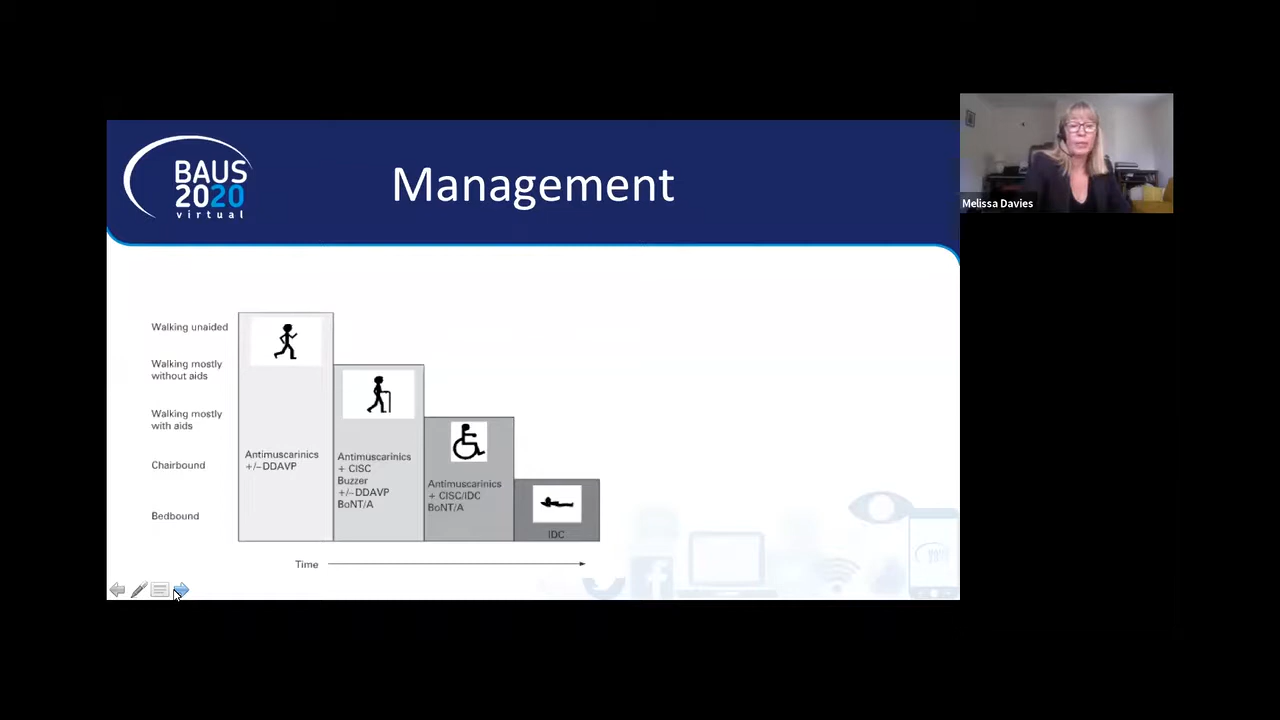 BAUS
2020
virtual
Management
Melissa Davies
Walking unaided
Walking mostly
without aids
Walking mostly
with aids
Chairbound
Bedbound
Antimuscarinics
+/−DDAVP
Antimuscarinics
+ CISC
Buzzer
+/−DDAVP
BoNT/A
Antimuscarinics
+ CISC/IDC
BoNT/A
IDC
Time